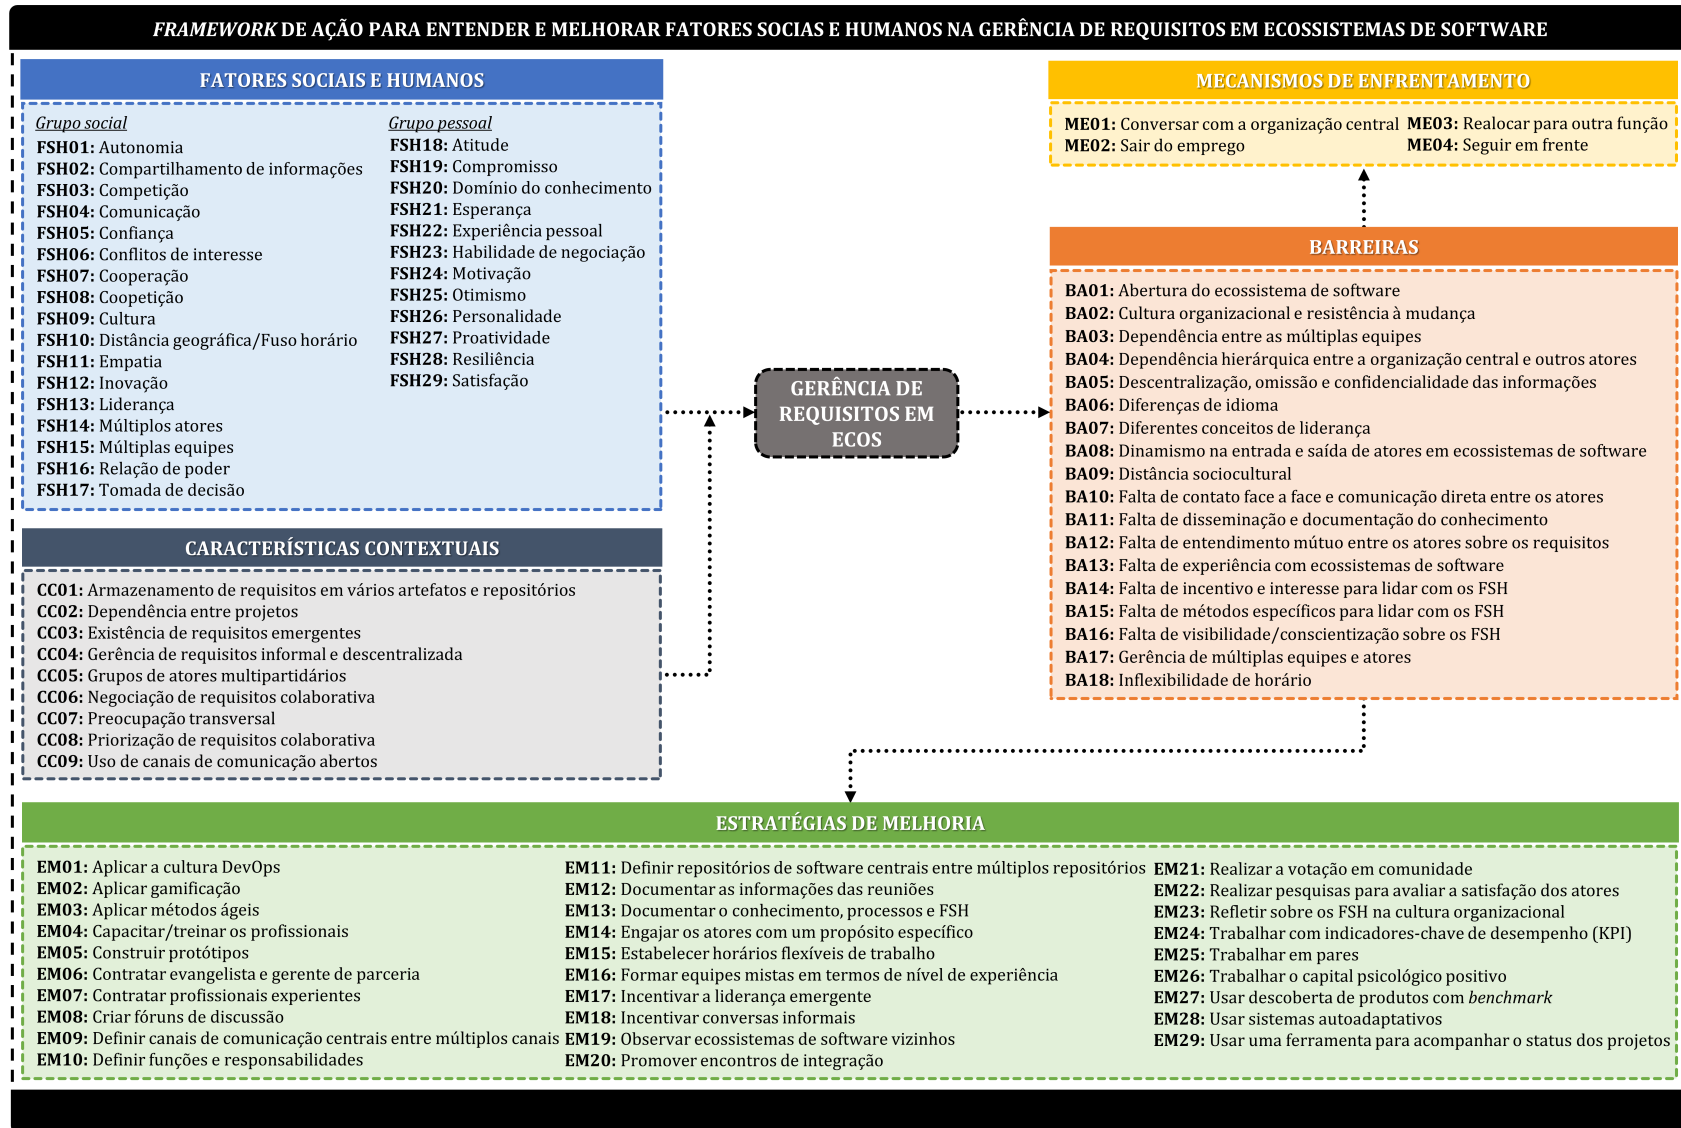 FRAMEWORK DE AÇÃO PARA ENTENDER E MELHORAR FATORES SOCIAS E HUMANOS NA GERÊNCIA DE REQUISITOS EM ECOSSISTEMAS DE SOFTWARE
FATORES SOCIAIS E HUMANOS
Grupo social
FSH01: Autonomia
FSH02: Compartilhamento de informações
FSH03: Competição
FSH04: Comunicação
FSH05: Confiança
FSH06: Conflitos de interesse
FSH07: Cooperação
FSH08: Coopetição
FSH09: Cultura
FSH10: Distância geográfica/Fuso horário
FSH11: Empatia
FSH12: Inovação
FSH13: Liderança
FSH14: Múltiplos atores
FSH15: Múltiplas equipes
FSH16: Relação de poder
FSH17: Tomada de decisão
Grupo pessoal
FSH18: Atitude
FSH19: Compromisso
FSH20: Domínio do conhecimento
FSH21: Esperança
FSH22: Experiência pessoal
FSH23: Habilidade de negociação
FSH24: Motivação
FSH25: Otimismo
FSH26: Personalidade
FSH27: Proatividade
FSH28: Resiliência
FSH29: Satisfação
CARACTERÍSTICAS CONTEXTUAIS
CC01: Armazenamento de requisitos em vários artefatos e repositórios
CC02: Dependência entre projetos
CC03: Existência de requisitos emergentes
CC04: Gerência de requisitos informal e descentralizada
CC05: Grupos de atores multipartidários
CC06: Negociação de requisitos colaborativa
CC07: Preocupação transversal
CC08: Priorização de requisitos colaborativa
CC09: Uso de canais de comunicação abertos
GERÊNCIA DE
REQUISITOS EM
ECOS
MECANISMOS DE ENFRENTAMENTO
ME01: Conversar com a organização central
ME02: Sair do emprego
ME03: Realocar para outra função
ME04: Seguir em frente
BARREIRAS
BA01: Abertura do ecossistema de software
BA02: Cultura organizacional e resistência à mudança
BA03: Dependência entre as múltiplas equipes
BA04: Dependência hierárquica entre a organização central e outros atores
BA05: Descentralização, omissão e confidencialidade das informações
BA06: Diferenças de idioma
BA07: Diferentes conceitos de liderança
BA08: Dinamismo na entrada e saída de atores em ecossistemas de software
BA09: Distância sociocultural
BA10: Falta de contato face a face e comunicação direta entre os atores
BA11: Falta de disseminação e documentação do conhecimento
BA12: Falta de entendimento mútuo entre os atores sobre os requisitos
BA13: Falta de experiência com ecossistemas de software
BA14: Falta de incentivo e interesse para lidar com os FSH
BA15: Falta de métodos específicos para lidar com os FSH
BA16: Falta de visibilidade/conscientização sobre os FSH
BA17: Gerência de múltiplas equipes e atores
BA18: Inflexibilidade de horário
ESTRATÉGIAS DE MELHORIA
EM01: Aplicar a cultura DevOps
EM02: Aplicar gamificação
EM03: Aplicar métodos ágeis
EM04: Capacitar/treinar os profissionais
EM05: Construir protótipos
EM06: Contratar evangelista e gerente de parceria
EM07: Contratar profissionais experientes
EM08: Criar fóruns de discussão
EM09: Definir canais de comunicação centrais entre múltiplos canais
EM10: Definir funções e responsabilidades
EM11: Definir repositórios de software centrais entre múltiplos repositórios
EM12: Documentar as informações das reuniões
EM13: Documentar o conhecimento, processos e FSH
EM14: Engajar os atores com um propósito específico
EM15: Estabelecer horários flexíveis de trabalho
EM16: Formar equipes mistas em termos de nível de experiência
EM17: Incentivar a liderança emergente
EM18: Incentivar conversas informais
EM19: Observar ecossistemas de software vizinhos
EM20: Promover encontros de integração
EM21: Realizar a votação em comunidade
EM22: Realizar pesquisas para avaliar a satisfação dos atores
EM23: Refletir sobre os FSH na cultura organizacional
EM24: Trabalhar com indicadores-chave de desempenho (KPI)
EM25: Trabalhar em pares
EM26: Trabalhar o capital psicológico positivo
EM27: Usar descoberta de produtos com benchmark
EM28: Usar sistemas autoadaptativos
EM29: Usar uma ferramenta para acompanhar o status dos projetos